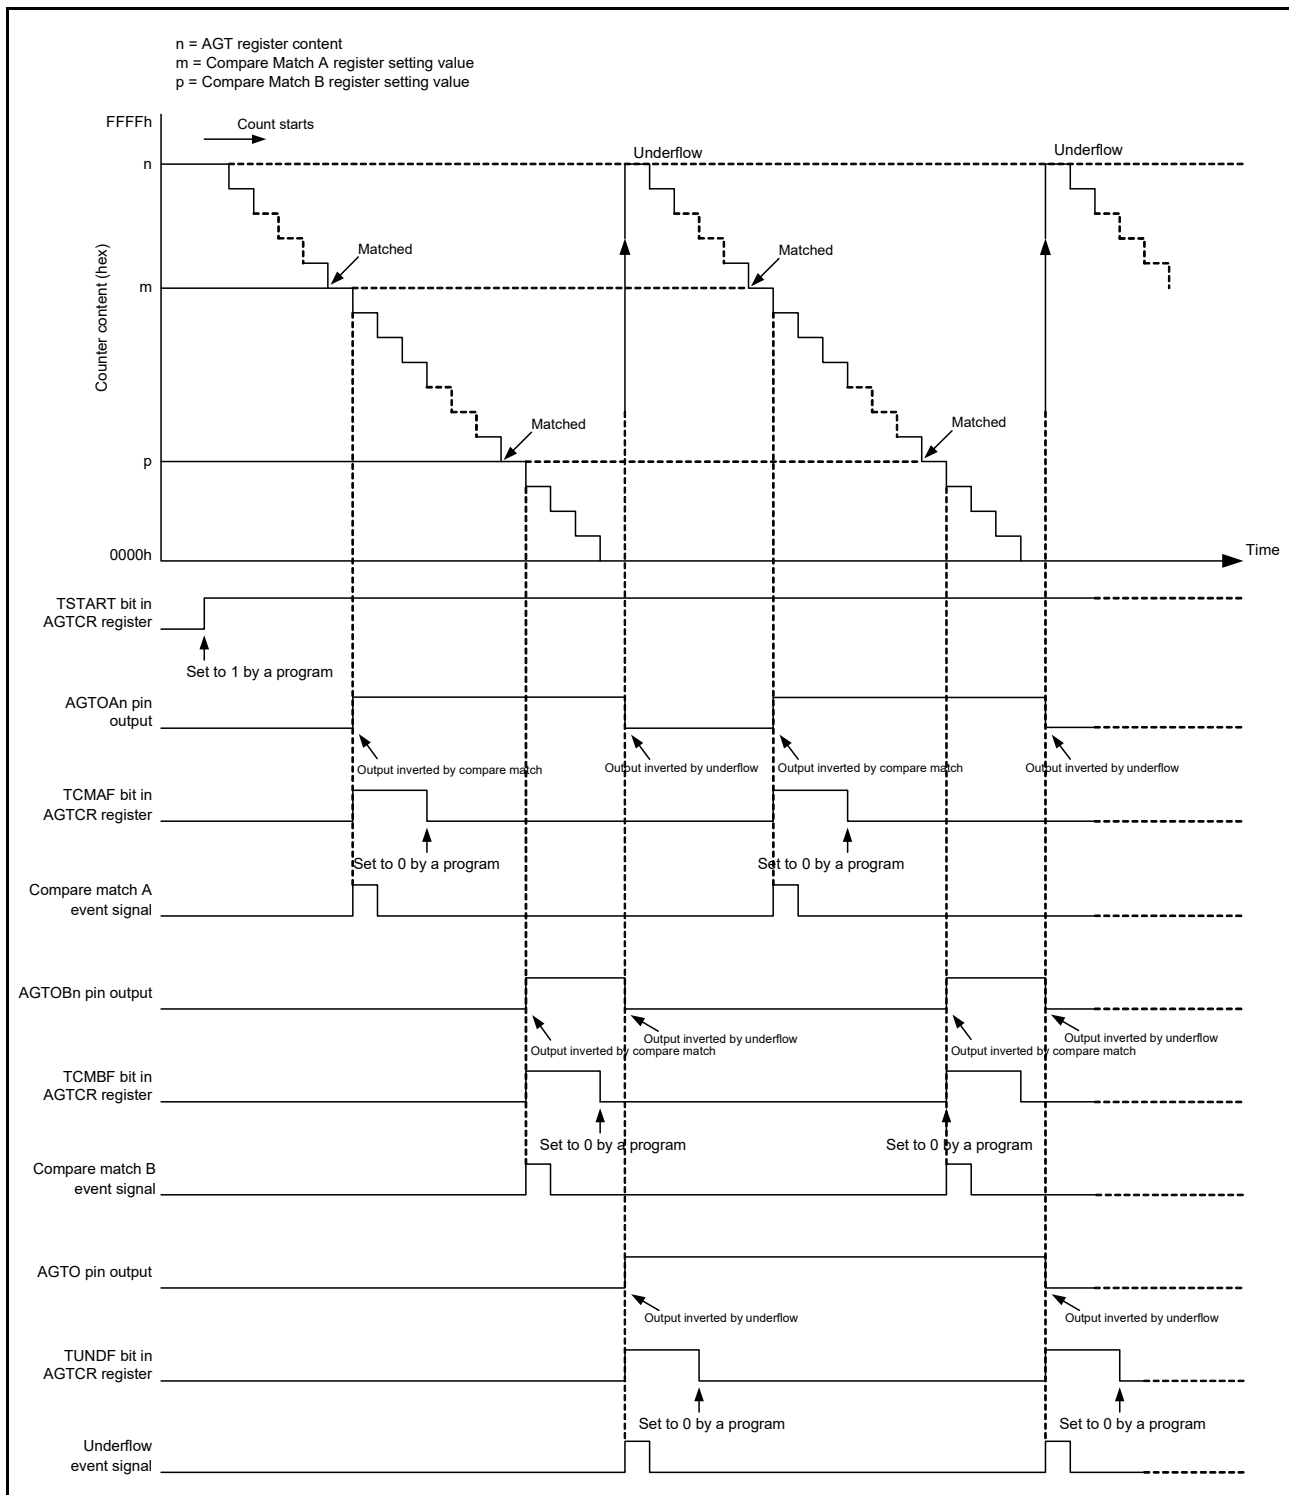 n = AGT register content
m = Compare Match A register setting value
p = Compare Match B register setting value
FFFFh
Count starts
n
Underflow
Underflow
Matched
Matched
Counter content (hex)
m
Matched
Matched
p
0000h
Time
TSTART bit in
AGTCR register
Set to 1 by a program
AGTOAn pin
output
Output inverted by compare match
Output inverted by underflow
Output inverted by compare match
Output inverted by underflow
TCMAF bit in
AGTCR register
Set to 0 by a program
Set to 0 by a program
Compare match A
event signal
AGTOBn pin output
Output inverted by underflow
Output inverted by underflow
Output inverted by compare match
Output inverted by compare match
TCMBF bit in
AGTCR register
Set to 0 by a program
Set to 0 by a program
Compare match B
event signal
AGTO pin output
Output inverted by underflow
Output inverted by underflow
TUNDF bit in
AGTCR register
Set to 0 by a program
Set to 0 by a program
Underflow
event signal